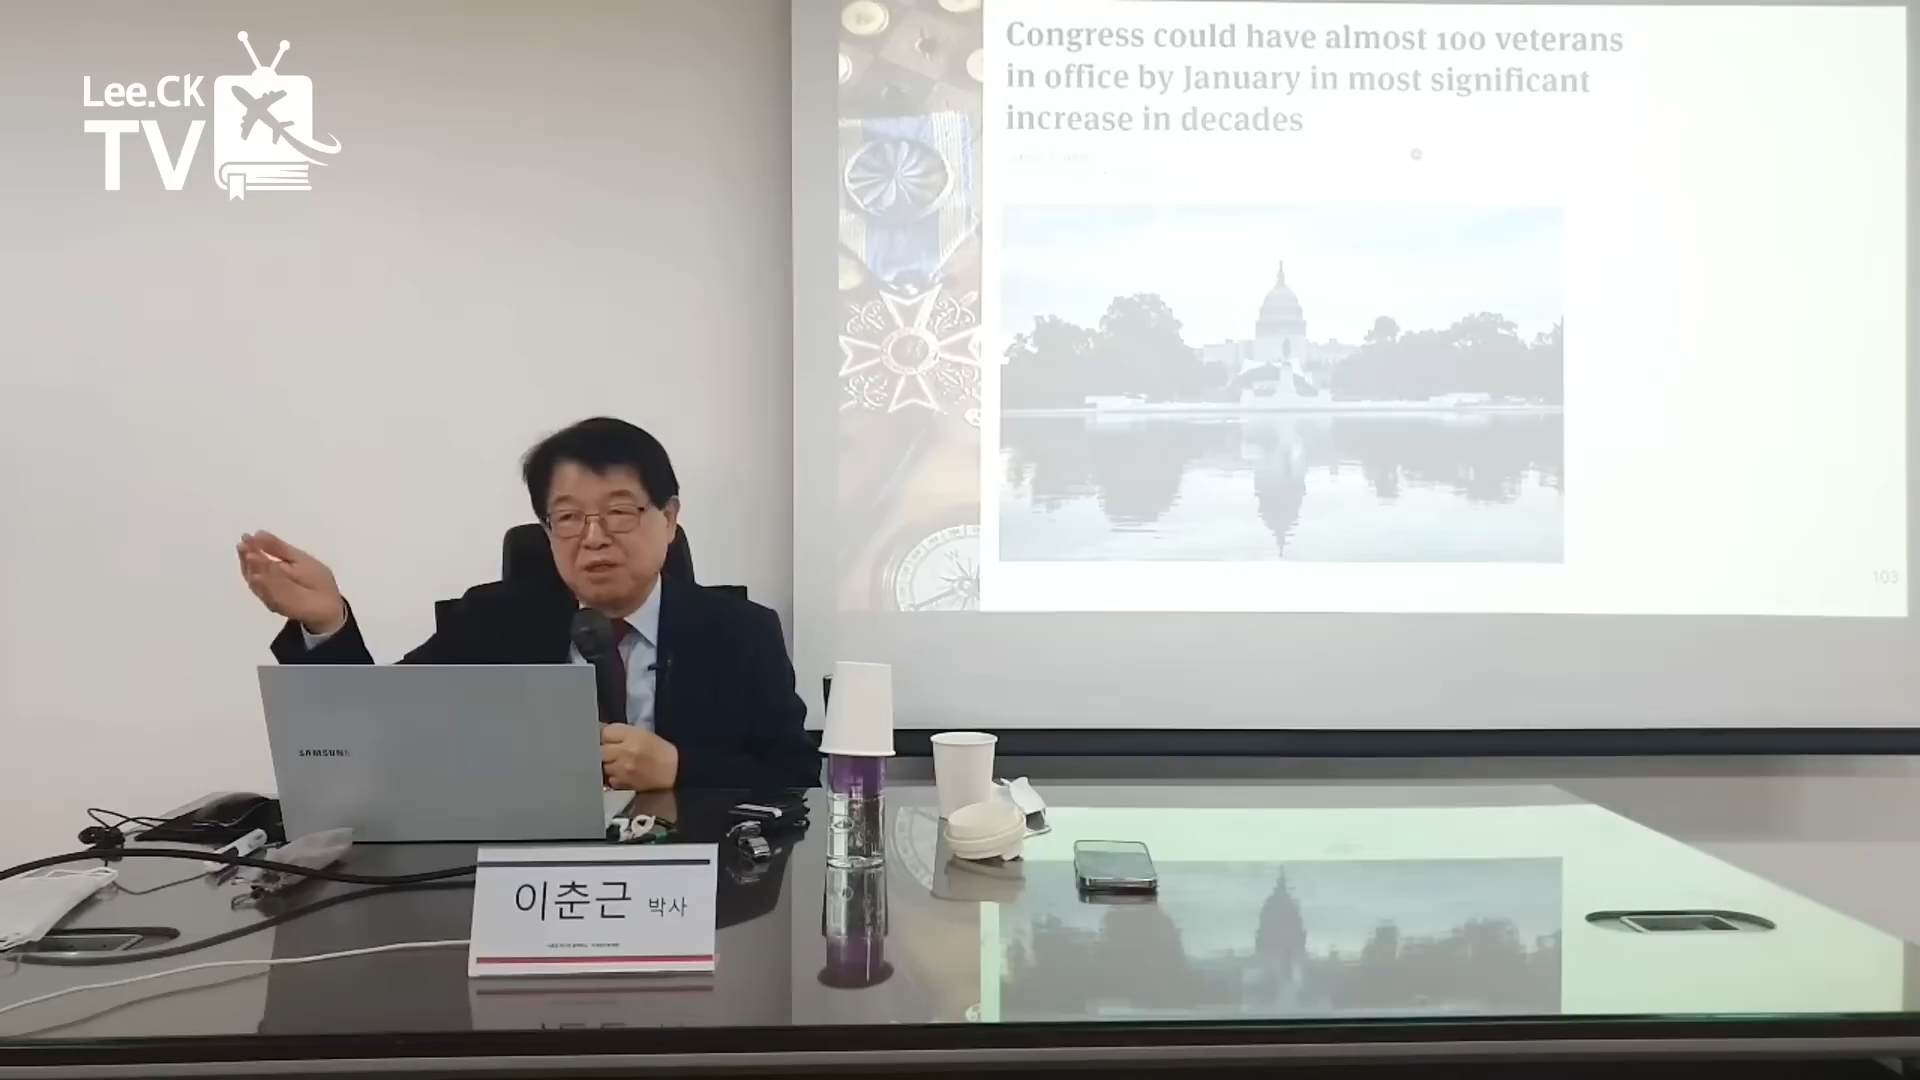 Lee.CK
TV
Congress could have almost 100 veterans
in office by January in most significant
increase in decades
103
SAMSUNG
이춘근 박사